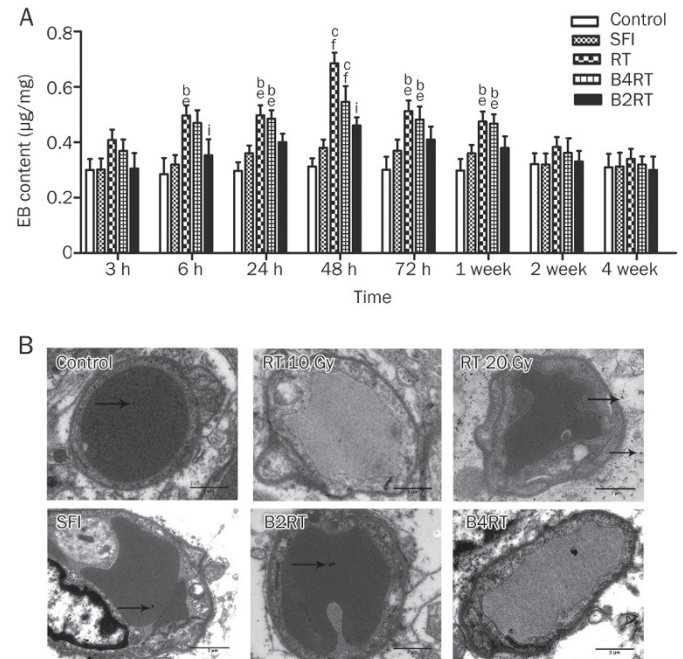 A
Control
SFI
RT
B4RT
B2RT
EB content (µg/mg)
0.8
0.6
0.4
0.2
0
b
e
i
b
e
b
e
c
f
c
f
i
b
e
b
e
b
e
b
e
3 h
6 h
24 h
48 h
72 h
1 week
2 week
4 week
Time
B
Control
RT 10 Gy
RT 20 Gy
SFI
B2RT
B4RT